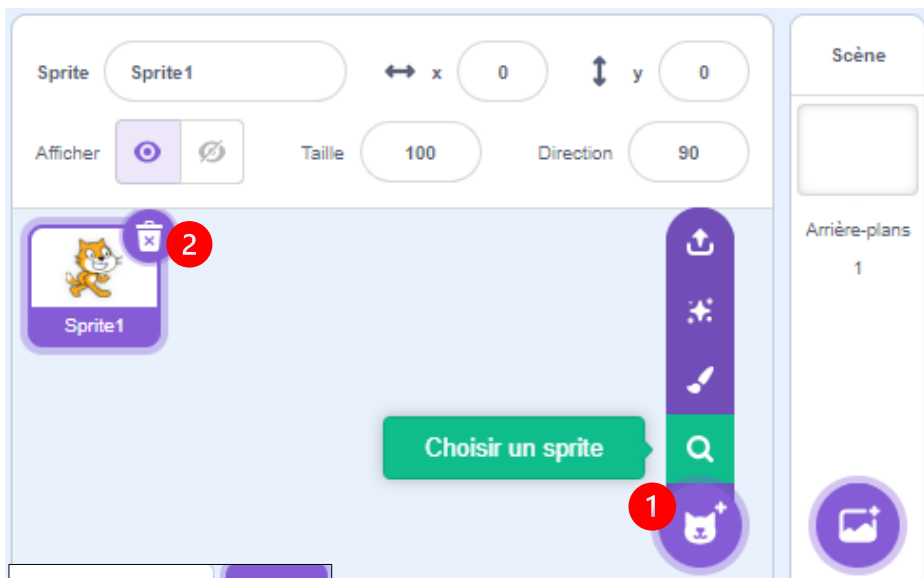 Sprite Sprite1 x 0 y 0
Afficher Taille 100 Direction 90
2
Sprite1
Choisir un sprite
1
Scène
Arrière-plans
1